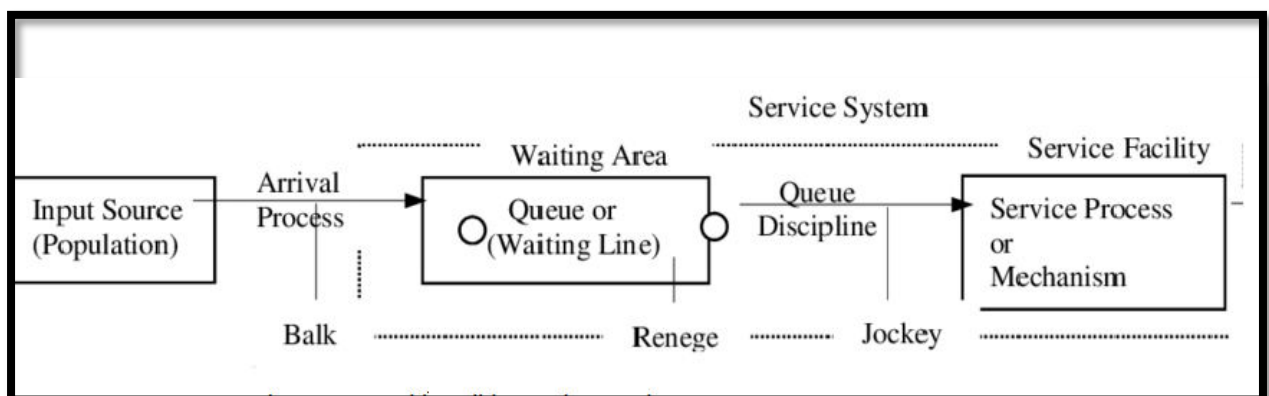 Service System
Waiting Area
Service Facility
Input Source
(Population)
Arrival
Process
Queue or
(Waiting Line)
Queue
Discipline
Service Process
or
Mechanism
Balk
Renege
Jockey